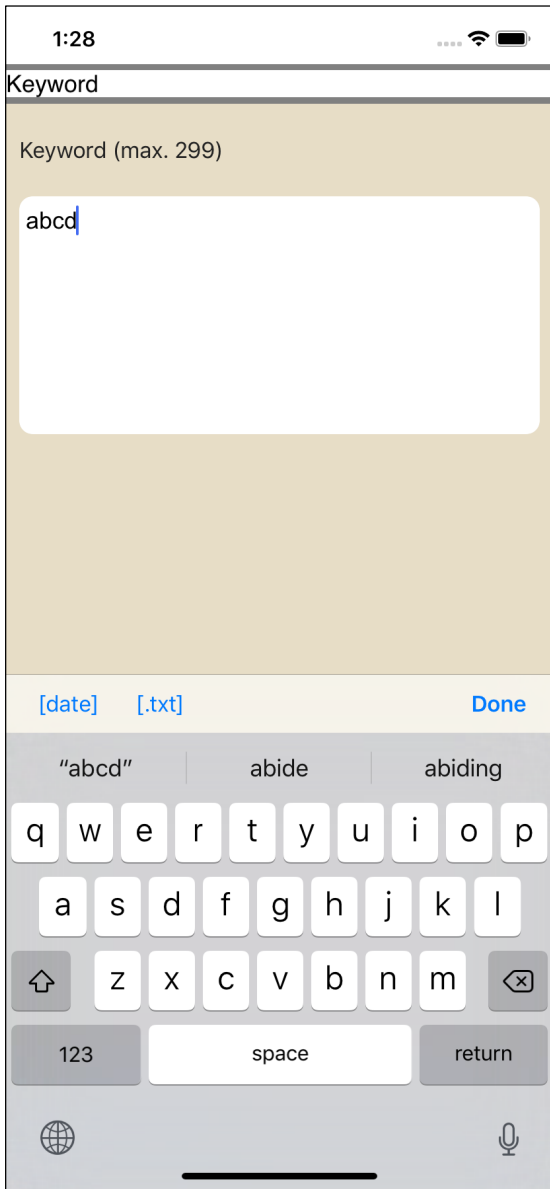 1:28
Keyword
Keyword (max. 299)
abcd
[date] [.txt] Done
“abcd” abide abiding
q w e r t y u i o p
a s d f g h j k l
z x c v b n m
123 space return